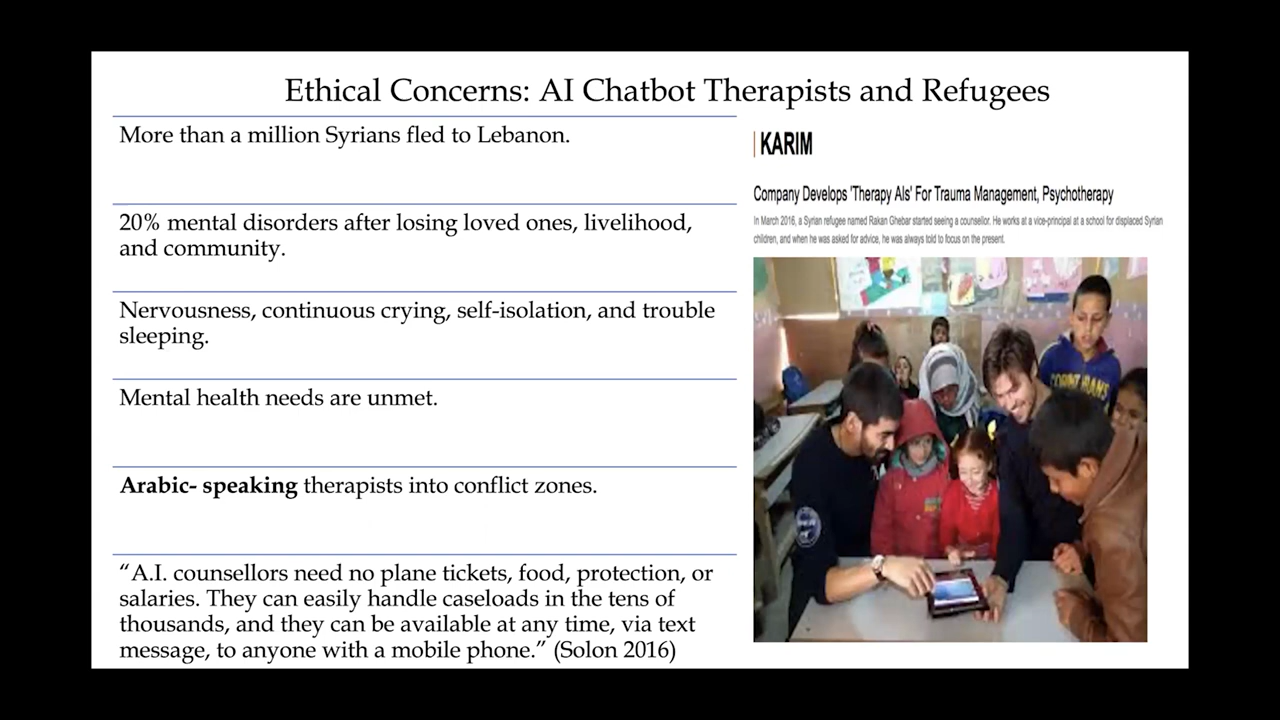 Ethical Concerns: AI Chatbot Therapists and Refugees
More than a million Syrians fled to Lebanon.
20% mental disorders after losing loved ones, livelihood,
and community.
Nervousness, continuous crying, self-isolation, and trouble
sleeping.
Mental health needs are unmet.
Arabic- speaking therapists into conflict zones.
“A.I. counsellors need no plane tickets, food, protection, or
salaries. They can easily handle caseloads in the tens of
thousands, and they can be available at any time, via text
message, to anyone with a mobile phone.” (Solon 2016)
KARIM
Company Develops 'Therapy AIs' For Trauma Management, Psychotherapy
In March 2016, a Syrian refugee named Rakan Ghebar started seeing a counsellor. He works at a vice-principal at a school for displaced Syrian
children, and when he was asked for advice, he was always told to focus on the present.